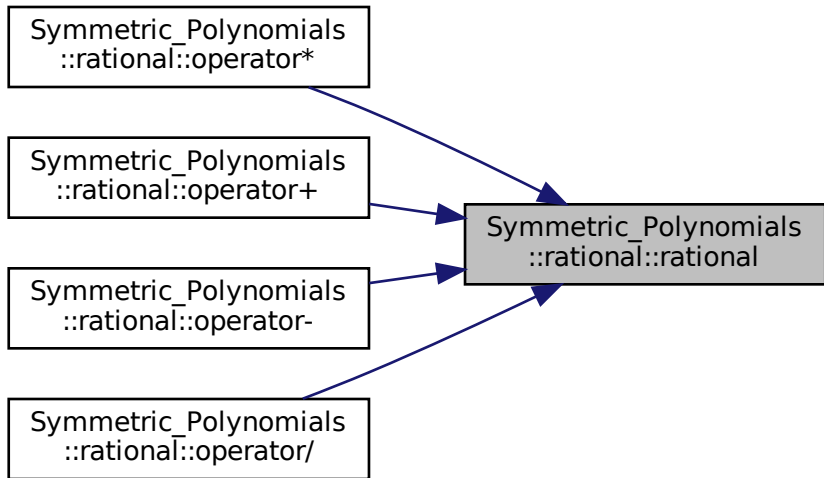 Symmetric_Polynomials
::rational::operator*
Symmetric_Polynomials
::rational::operator+
Symmetric_Polynomials
::rational::rational
Symmetric_Polynomials
::rational::operator-
Symmetric_Polynomials
::rational::operator/